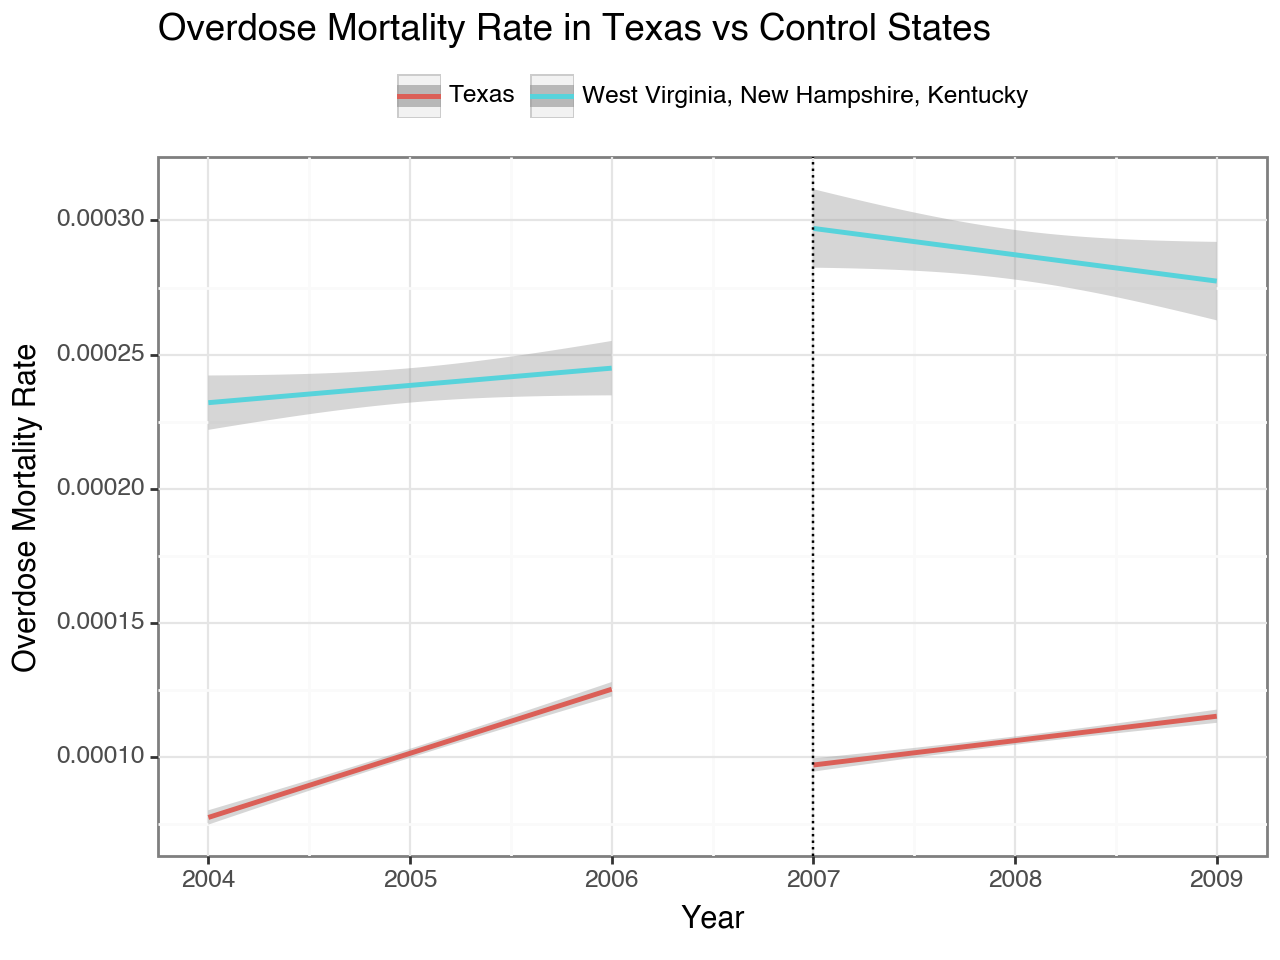 Overdose Mortality Rate in Texas vs Control States
Texas
West Virginia, New Hampshire, Kentucky
Overdose Mortality Rate
0.00030
0.00025
0.00020
0.00015
0.00010
2004
2005
2006
2007
2008
2009
Year